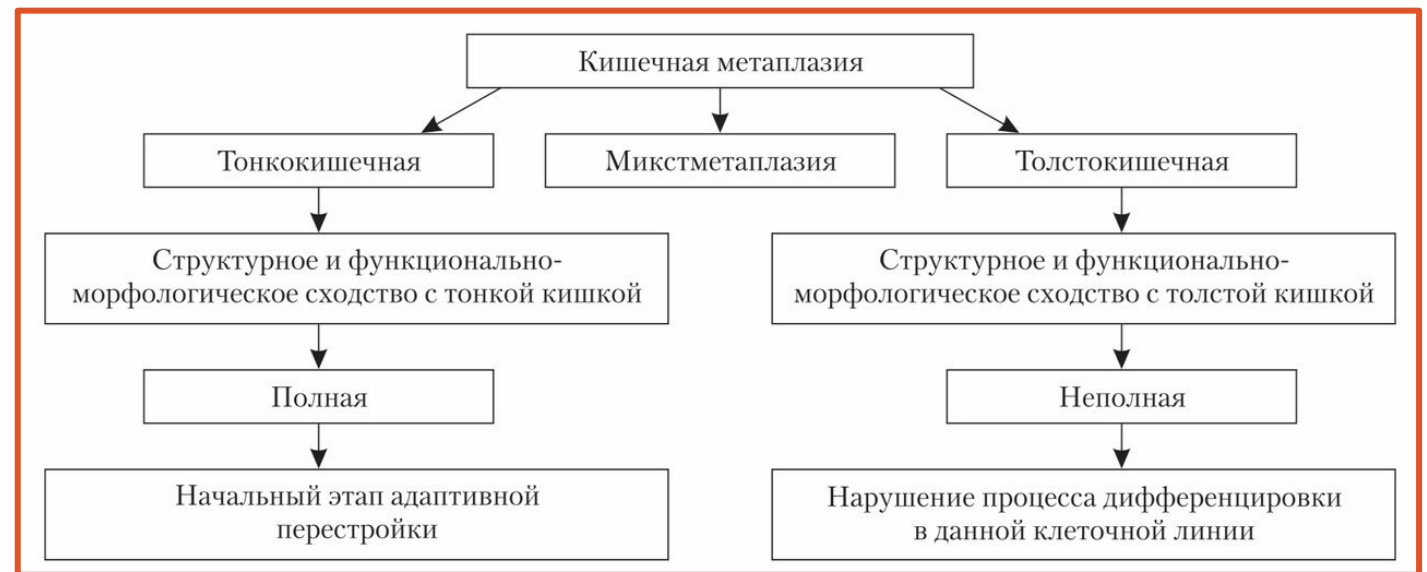 Кишечная метаплазия
Тонкокишечная
Микстметаплазия
Толстокишечная
Структурное и функционально-
морфологическое сходство с тонкой кишкой
Структурное и функционально-
морфологическое сходство с толстой кишкой
Полная
Неполная
Начальный этап адаптивной
перестройки
Нарушение процесса дифференцировки
в данной клеточной линии